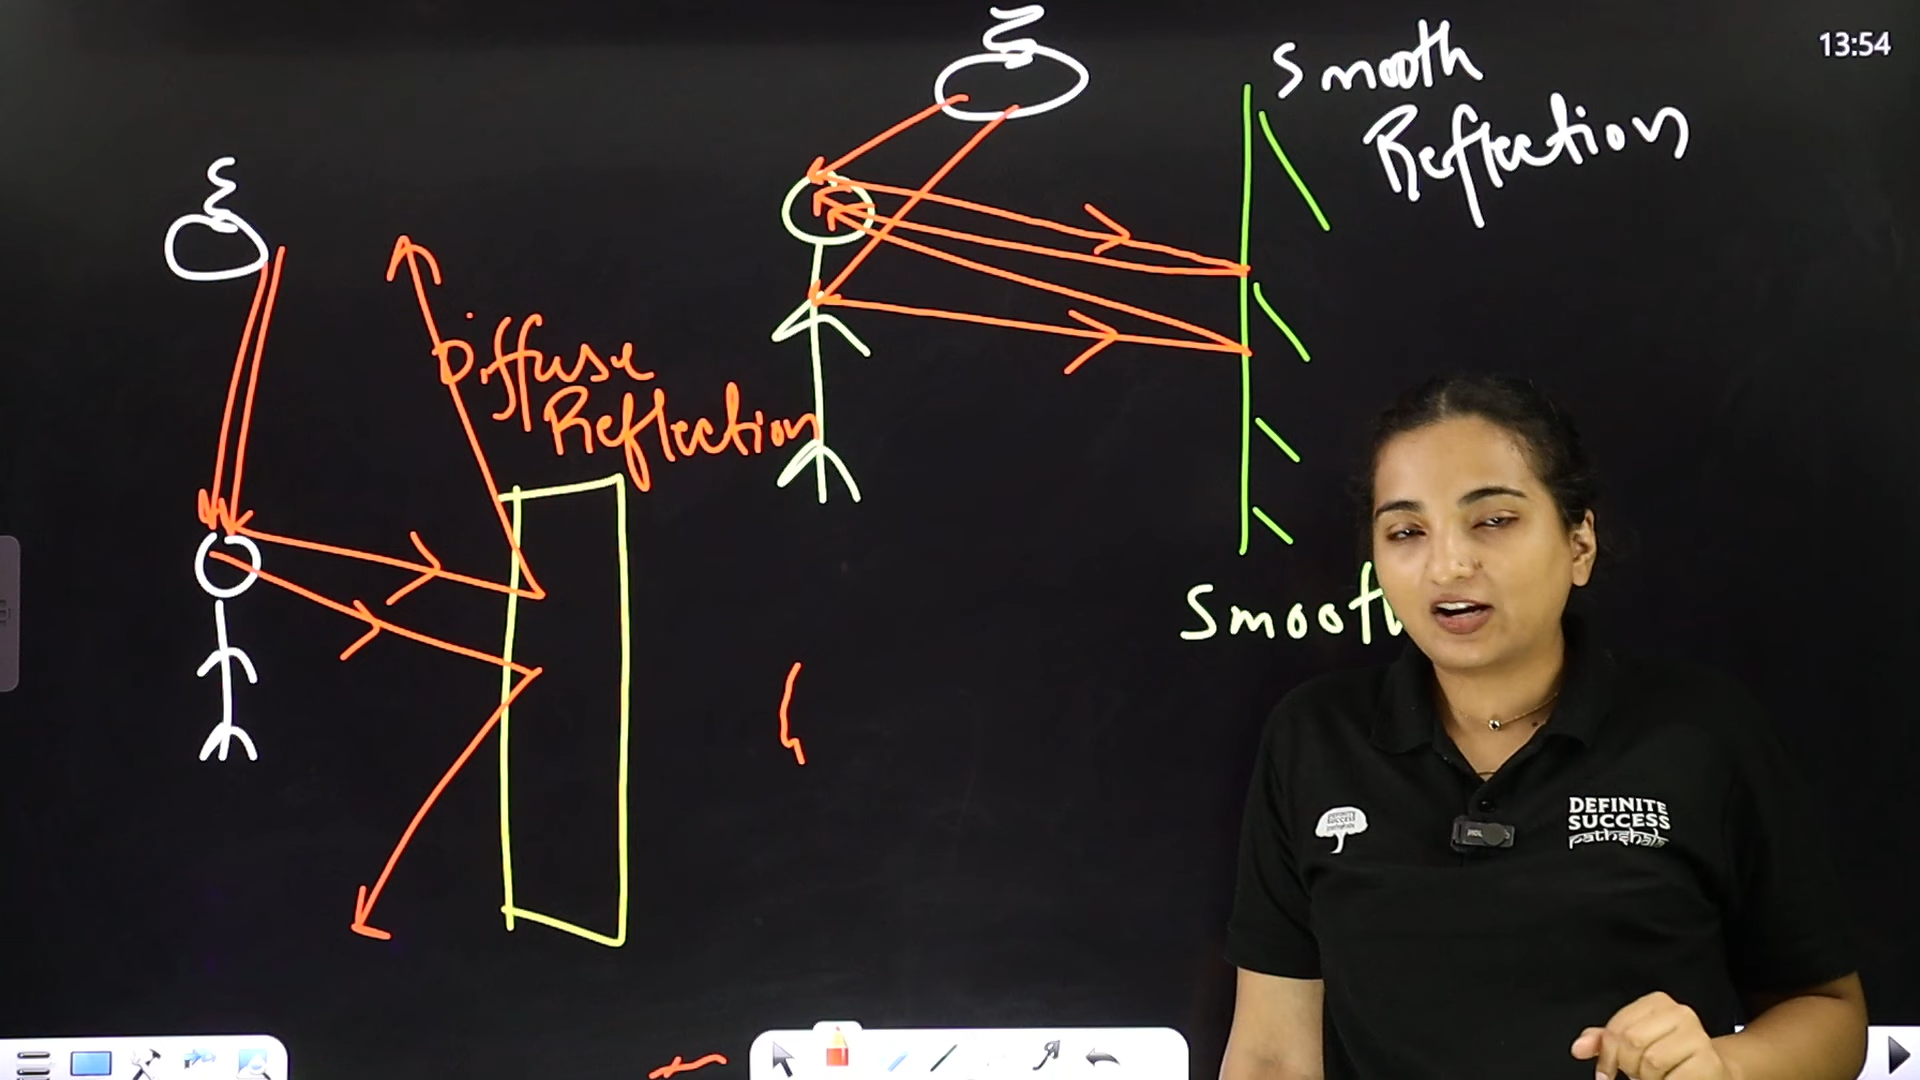 13:54
Smooth
Reflection
Diffuse
Reflection
Smooth
DEFINITE
SUCCESS
pathshala